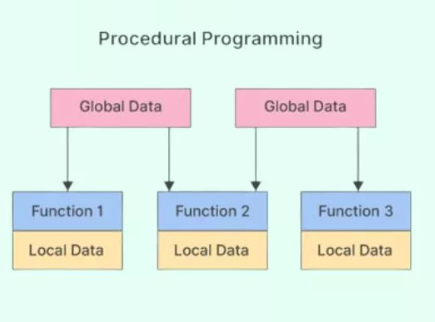 Procedural Programming
Global Data
Global Data
Function 1
Function 2
Function 3
Local Data
Local Data
Local Data